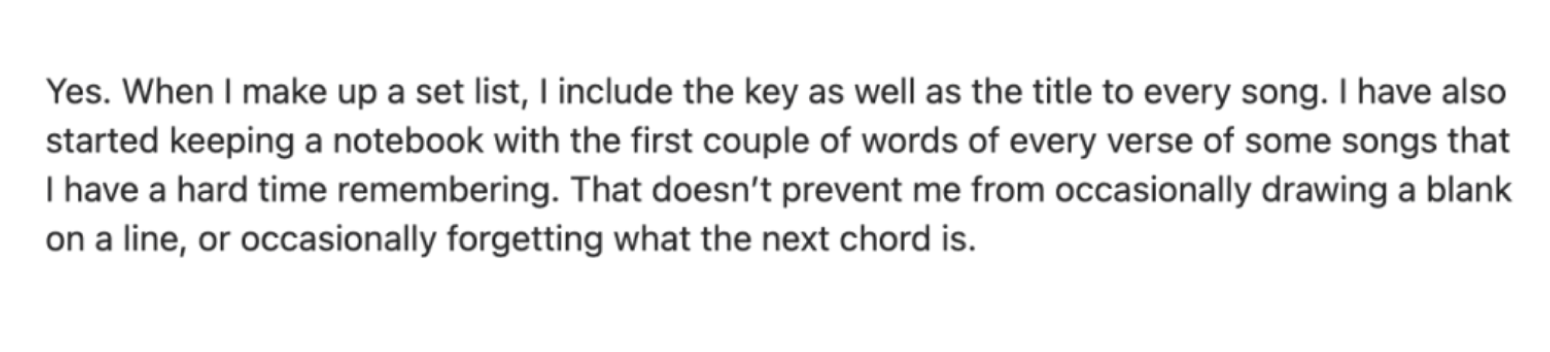 Yes. When I make up a set list, I include the key as well as the title to every song. I have also
started keeping a notebook with the first couple of words of every verse of some songs that
I have a hard time remembering. That doesn’t prevent me from occasionally drawing a blank
on a line, or occasionally forgetting what the next chord is.